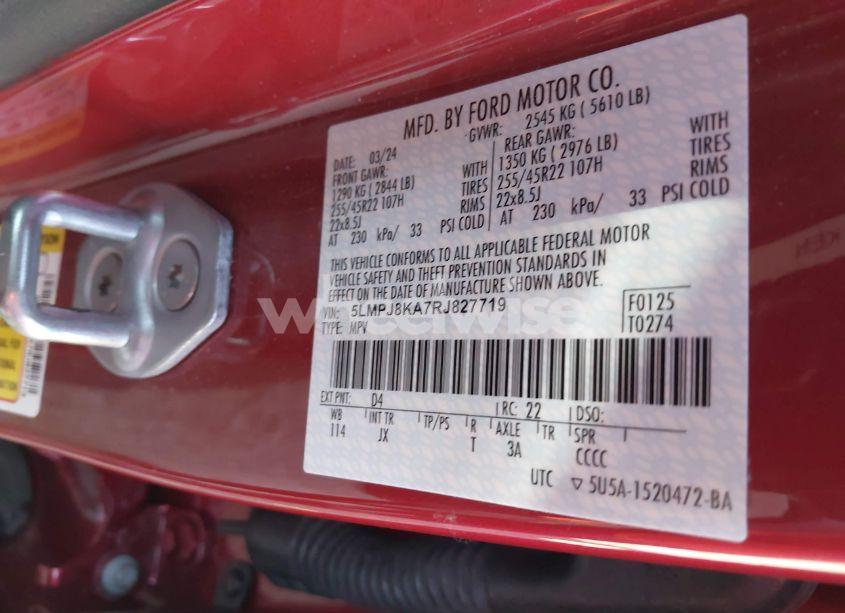 MFD. BY FORD MOTOR CO.
DATE: 03/24 GVWR: 2545 KG ( 5610 LB)
FRONT GAWR: REAR GAWR:
1290 KG ( 2844 LB) WITH 1350 KG ( 2976 LB) WITH
255/45R22 107H TIRES 255/45R22 107H TIRES
22x8.5J RIMS 22x8.5J RIMS
AT 230 kPa/ 33 PSI COLD AT 230 kPa/ 33 PSI COLD
THIS VEHICLE CONFORMS TO ALL APPLICABLE FEDERAL MOTOR
VEHICLE SAFETY AND THEFT PREVENTION STANDARDS IN
EFFECT ON THE DATE OF MANUFACTURE SHOWN ABOVE.
VIN: 5LMPJ8KA7RJ827719 F0125
TYPE: MPV T0274
EXT PNT: D4 RC: 22 DSO:
WB INT TR TP/PS R AXLE TR SPR
114 JX T 3A CCCC
UTC 5U5A-1520472-BA